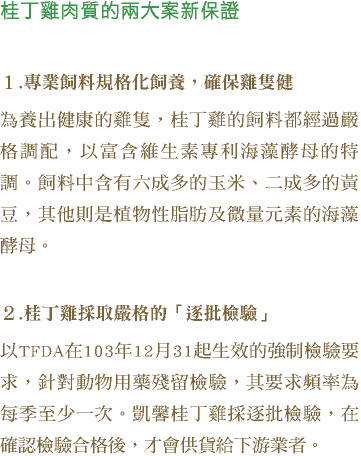 桂丁雞肉質的兩大案新保證
1.專業飼料規格化飼養，確保雞隻健
為養出健康的雞隻，桂丁雞的飼料都經過嚴
格調配，以富含維生素專利海藻酵母的特
調。飼料中含有六成多的玉米、二成多的黃
豆，其他則是植物性脂肪及微量元素的海藻
酵母。
2.桂丁雞採取嚴格的「逐批檢驗」
以TFDA在103年12月31起生效的強制檢驗要
求，針對動物用藥殘留檢驗，其要求頻率為
每季至少一次。凱馨桂丁雞採逐批檢驗，在
確認檢驗合格後，才會供貨給下游業者。